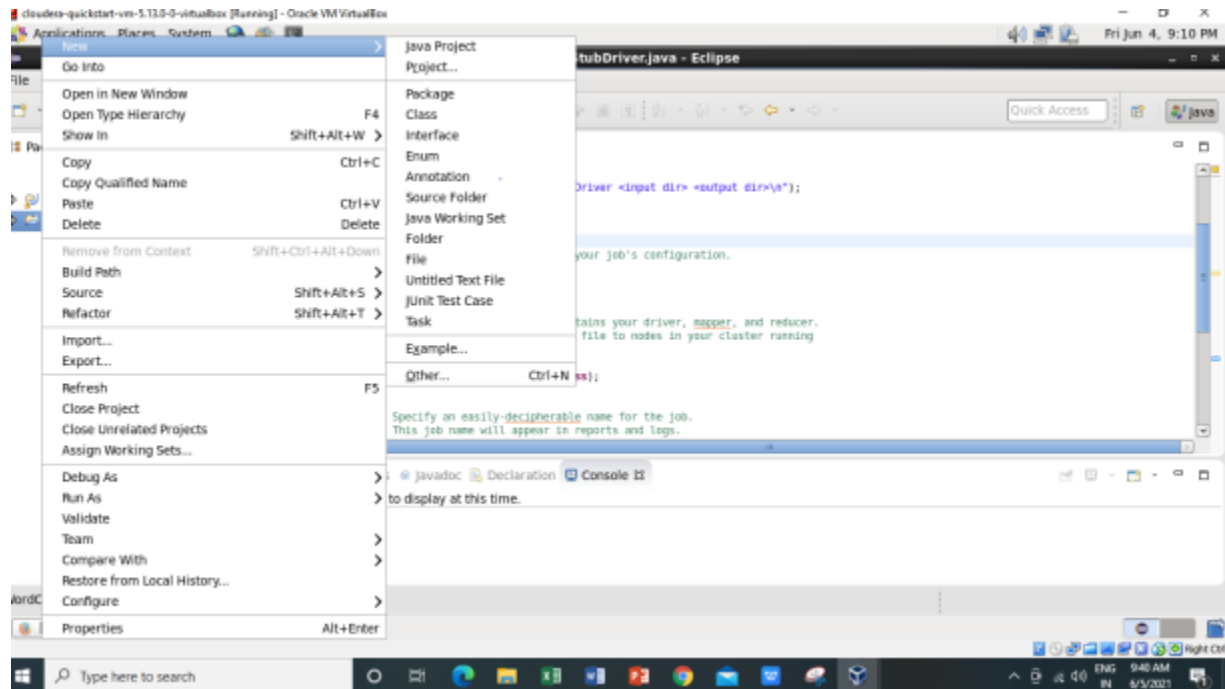 cloudera-quickstart-vm-5.13.0-0-virtualbox [Running] - Oracle VM VirtualBox
Applications Places System
Fri Jun 4, 9:10 PM
tubDriver.java - Eclipse
File
Quick Access
Java
Pa
New
Go Into
Open in New Window
Open Type Hierarchy F4
Show In Shift+Alt+W
Copy Ctrl+C
Copy Qualified Name
Paste Ctrl+V
Delete Delete
Remove from Context Shift+Ctrl+Alt+Down
Build Path
Source Shift+Alt+S
Refactor Shift+Alt+T
Import...
Export...
Refresh F5
Close Project
Close Unrelated Projects
Assign Working Sets...
Debug As
Run As
Validate
Team
Compare With
Restore from Local History...
Configure
Properties Alt+Enter
Java Project
Project...
Package
Class
Interface
Enum
Annotation
Source Folder
Java Working Set
Folder
File
Untitled Text File
JUnit Test Case
Task
Example...
Other... Ctrl+N
Driver <input dir> <output dir>\n");
your job's configuration.
tains your driver, mapper, and reducer.
file to nodes in your cluster running
ss);
Specify an easily-decipherable name for the job.
This job name will appear in reports and logs.
Javadoc Declaration Console
to display at this time.
WordC
Right Ctrl
Type here to search
ENG
IN
9:40 AM
6/5/2021